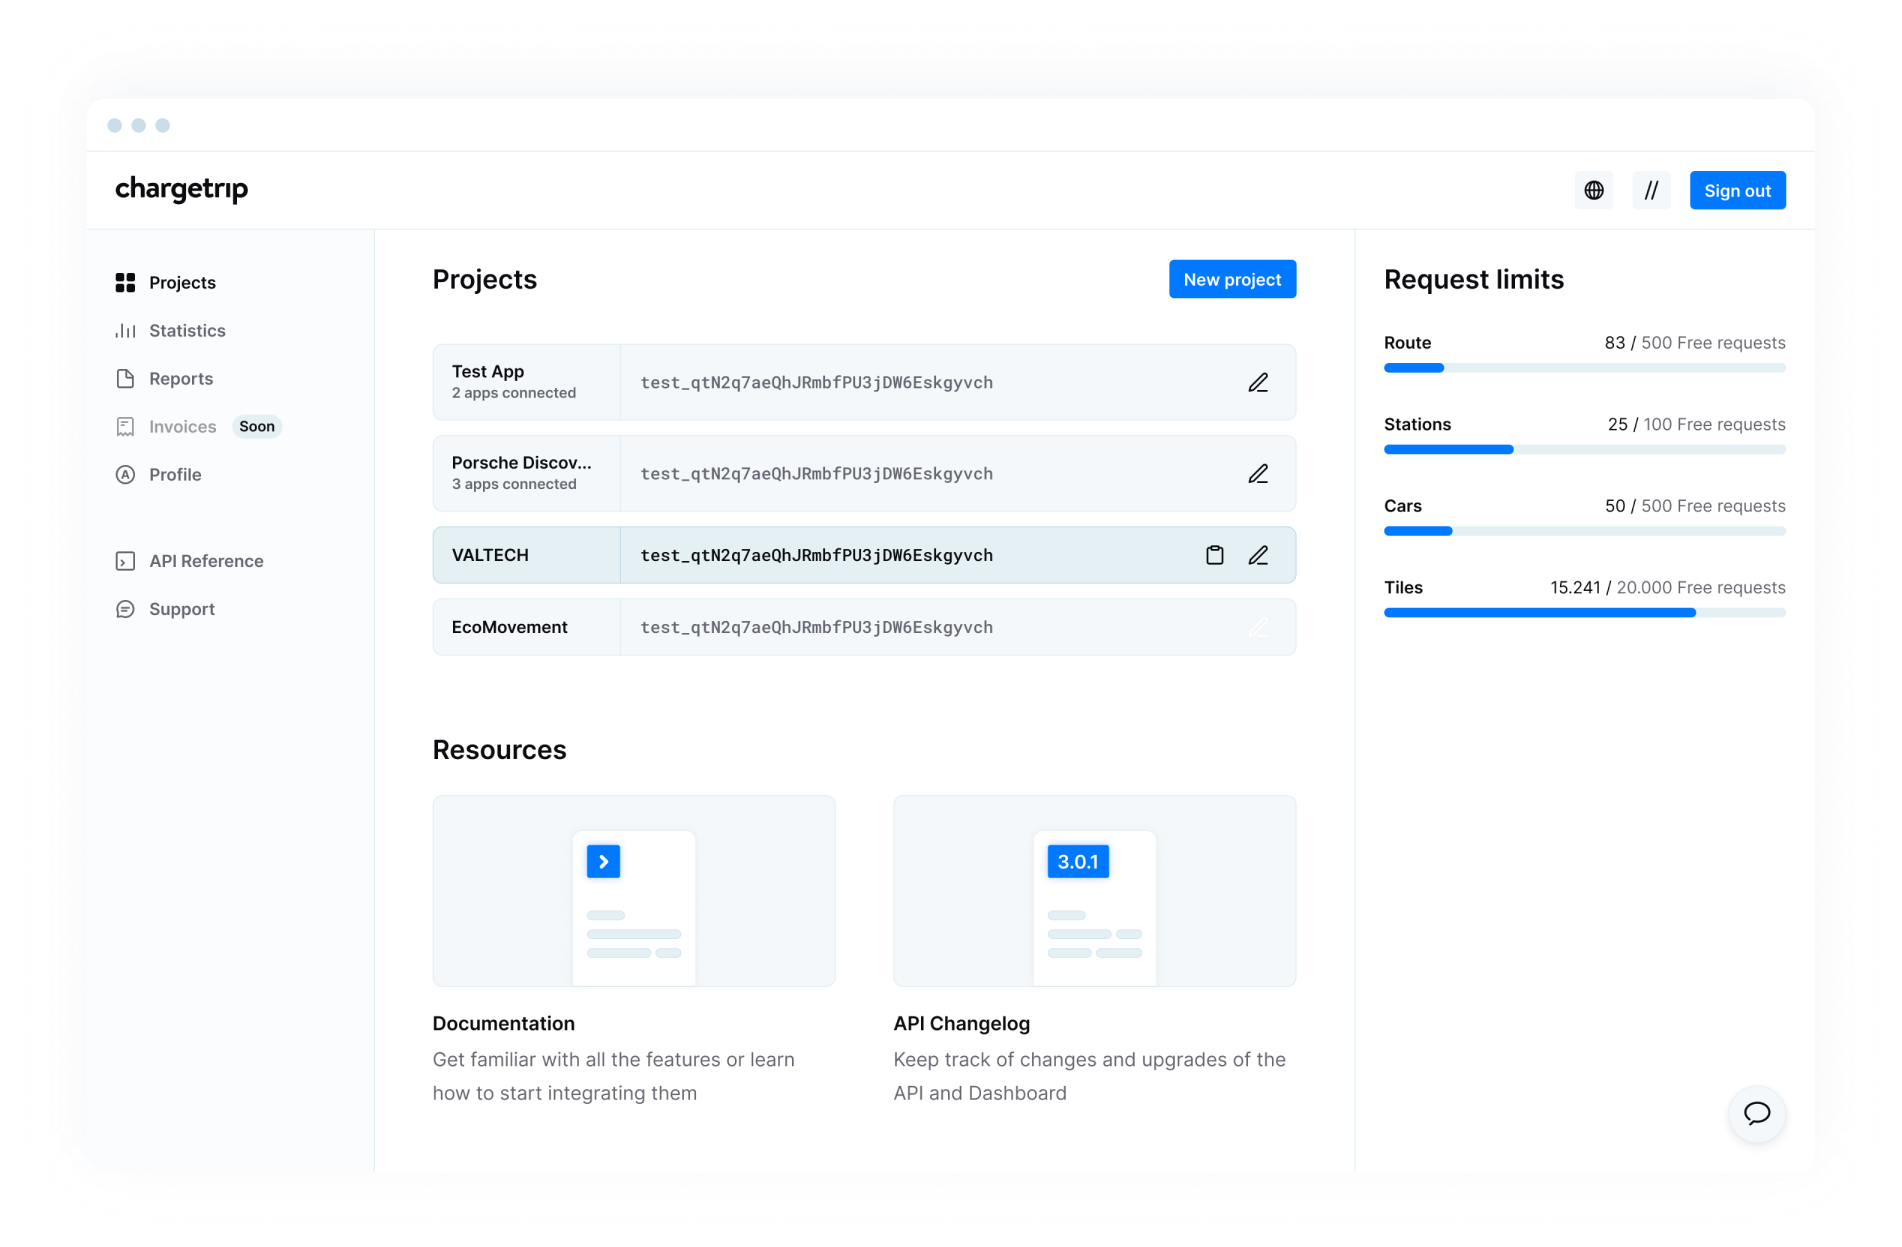 chargetrip
//
Sign out
Projects
Statistics
Reports
Invoices Soon
Profile
API Reference
Support
Projects
New project
Test App
2 apps connected
test_qtN2q7aeQhJRmbfPU3jDW6Eskgyvch
Porsche Discov...
3 apps connected
test_qtN2q7aeQhJRmbfPU3jDW6Eskgyvch
VALTECH
test_qtN2q7aeQhJRmbfPU3jDW6Eskgyvch
EcoMovement
test_qtN2q7aeQhJRmbfPU3jDW6Eskgyvch
Resources
3.0.1
Documentation
Get familiar with all the features or learn
how to start integrating them
API Changelog
Keep track of changes and upgrades of the
API and Dashboard
Request limits
Route 83 / 500 Free requests
Stations 25 / 100 Free requests
Cars 50 / 500 Free requests
Tiles 15.241 / 20.000 Free requests